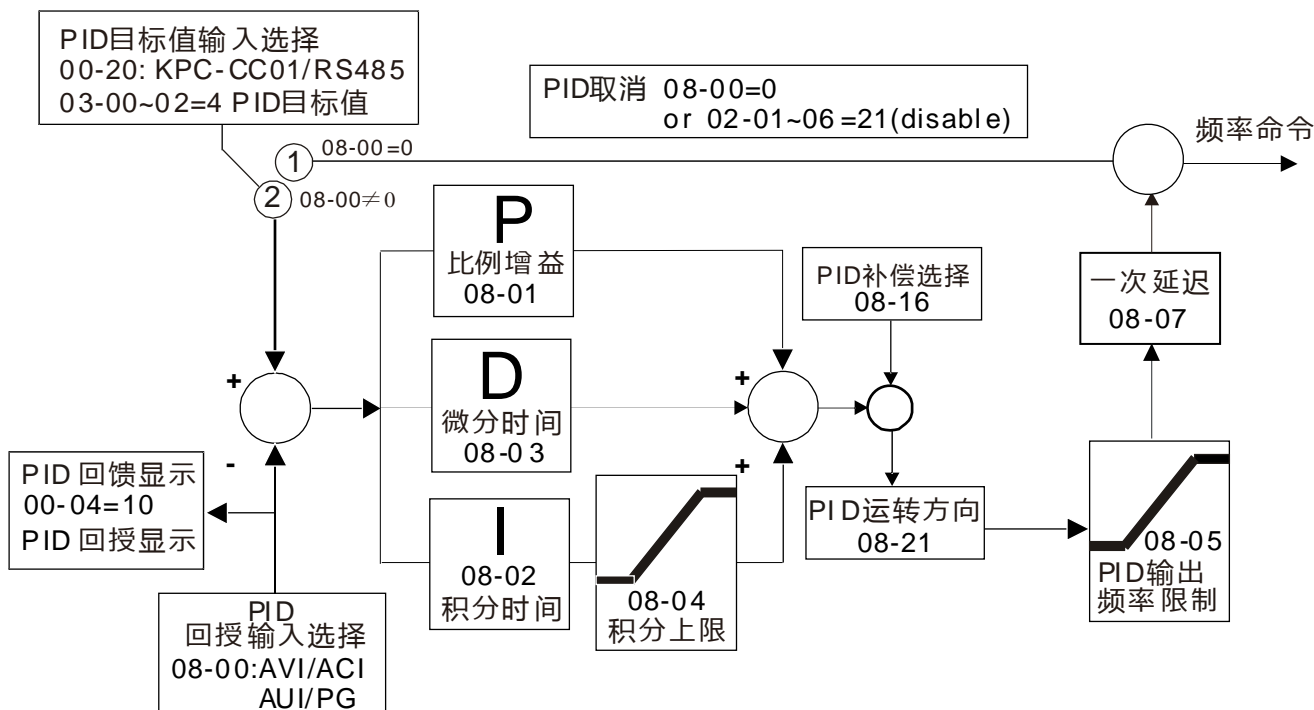 PID目标值输入选择
00-20: KPC-CC01/RS485
03-00~02=4 PID目标值
PID取消 08-00=0
or 02-01~06=21(disable)
频率命令
1
08-00=0
2
08-00≠0
P
比例增益
08-01
PID补偿选择
08-16
一次延迟
08-07
+
D
微分时间
08-03
+
-
PID回馈显示
00-04=10
PID回授显示
I
08-02
积分时间
+
08-04
积分上限
PID运转方向
08-21
08-05
PID输出
频率限制
PID
回授输入选择
08-00:AVI/ACI
AUI/PG